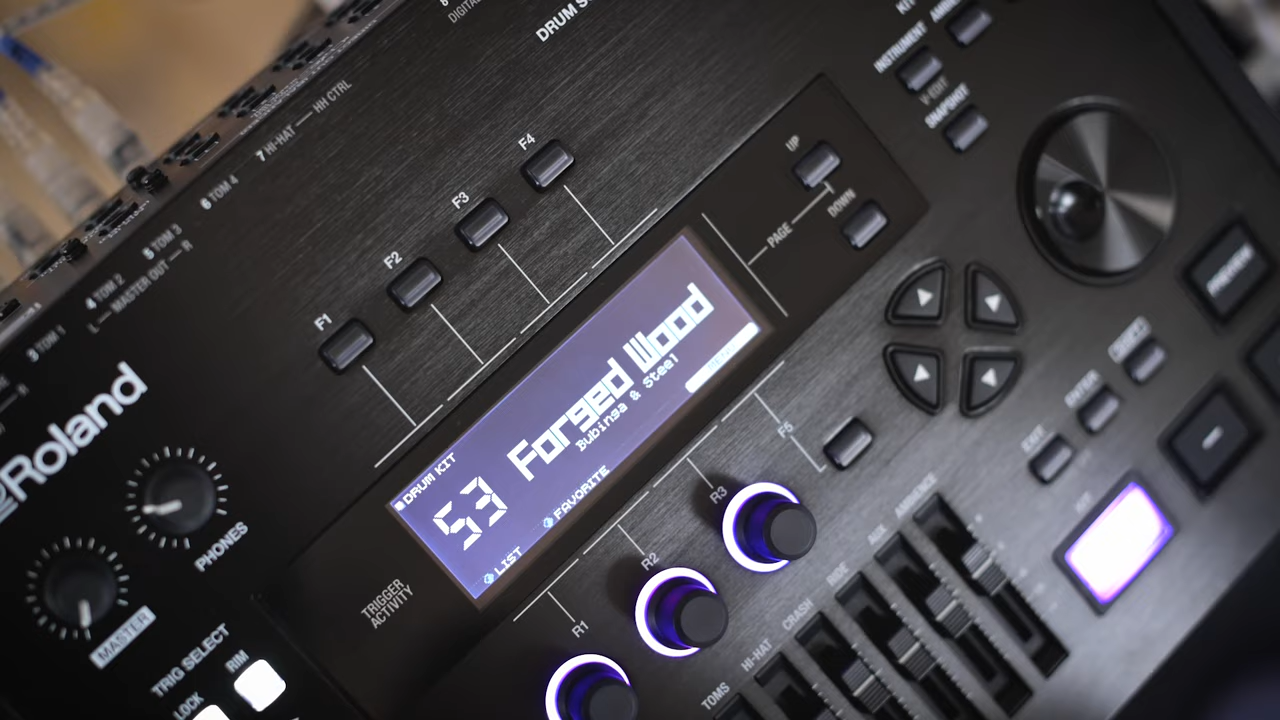 DRUM
DIGITAL
7 HI-HAT — HH CTRL
6 TOM 4
5 TOM 3
L — MASTER OUT — R
4 TOM 2
3 TOM 1
Roland
PHONES
MASTER
TRIG SELECT
RIM
LOCK
TRIGGER
ACTIVITY
F1
F2
F3
F4
UP
PAGE
DOWN
INSTRUMENT
V-EDIT
SNAPSHOT
PREVIEW
DRUM KIT
53 Forged Wood
Bubinga & Steel
LIST
FAVORITE
F5
R1
R2
R3
ENTER
EXIT
TOMS
HI-HAT
CRASH
RIDE
AUX
AMBIENCE